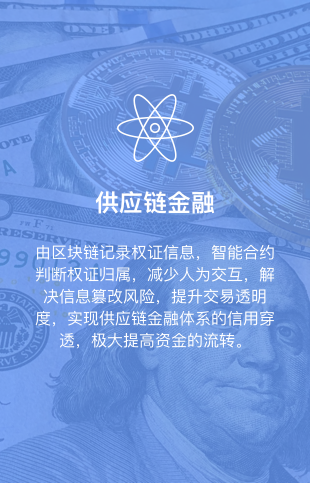 供应链金融
由区块链记录权证信息，智能合约
判断权证归属，减少人为交互，解
决信息篡改风险，提升交易透明
度，实现供应链金融体系的信用穿
透，极大提高资金的流转。